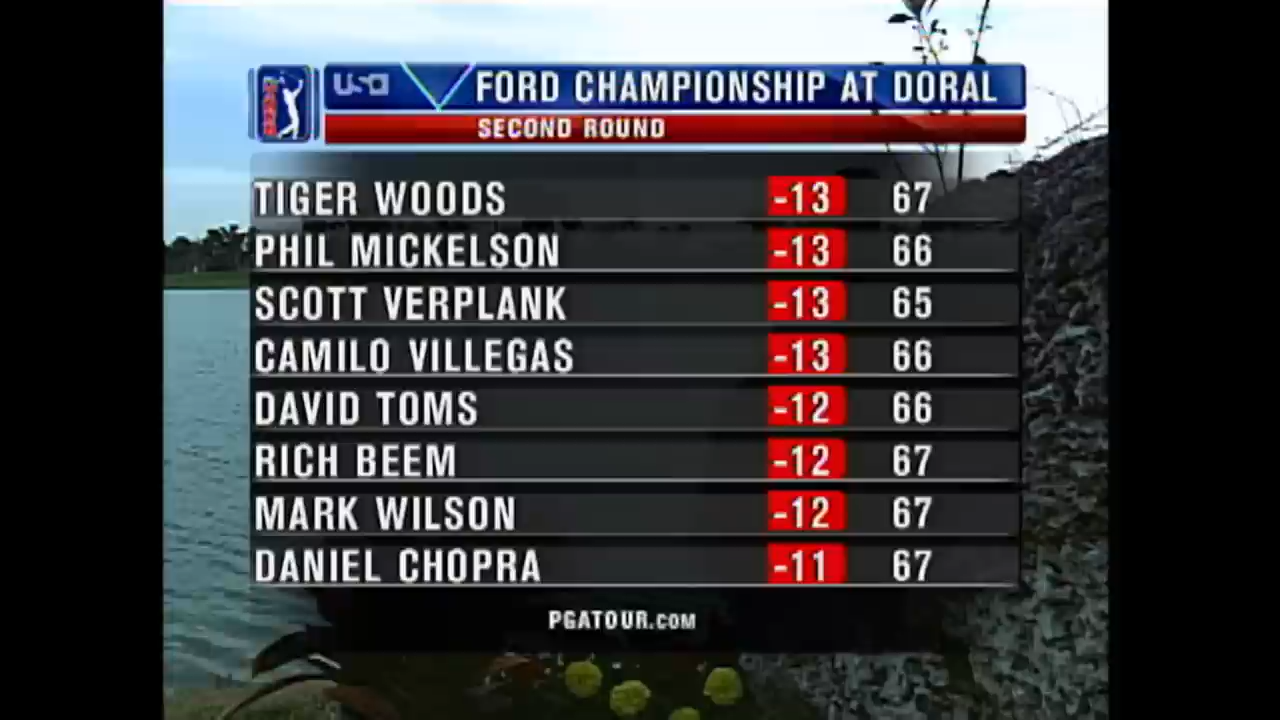 USA FORD CHAMPIONSHIP AT DORAL
SECOND ROUND
TIGER WOODS -13 67
PHIL MICKELSON -13 66
SCOTT VERPLANK -13 65
CAMILO VILLEGAS -13 66
DAVID TOMS -12 66
RICH BEEM -12 67
MARK WILSON -12 67
DANIEL CHOPRA -11 67
PGATOUR.COM